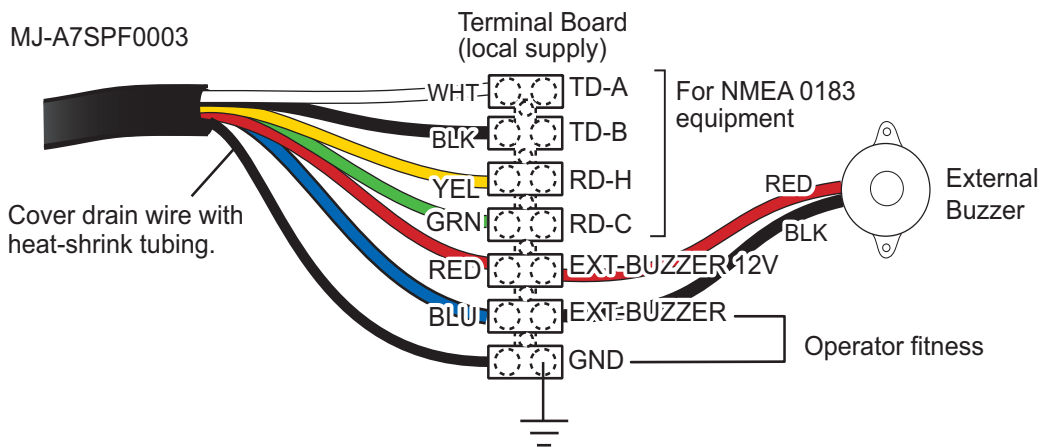 MJ-A7SPF0003
Terminal Board
(local supply)
WHT
TD-A
BLK
TD-B
For NMEA 0183
equipment
YEL
RD-H
GRN
RD-C
RED
EXT-BUZZER 12V
BLU
EXT-BUZZER
GND
Cover drain wire with
heat-shrink tubing.
RED
BLK
External
Buzzer
Operator fitness